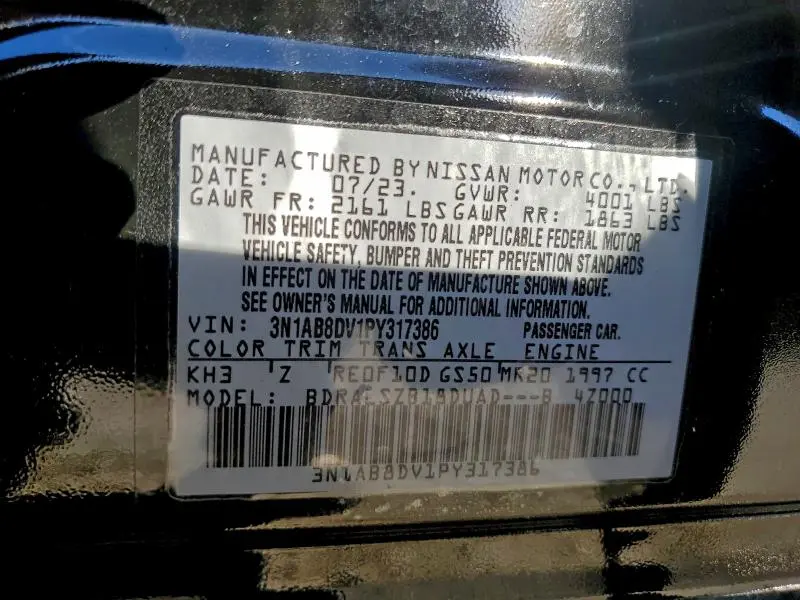 MANUFACTURED BY NISSAN MOTOR CO., LTD.
DATE: 07/23. GVWR: 4001 LBS
GAWR FR: 2161 LBS GAWR RR: 1863 LBS
THIS VEHICLE CONFORMS TO ALL APPLICABLE FEDERAL MOTOR
VEHICLE SAFETY, BUMPER AND THEFT PREVENTION STANDARDS
IN EFFECT ON THE DATE OF MANUFACTURE SHOWN ABOVE.
SEE OWNER'S MANUAL FOR ADDITIONAL INFORMATION.
VIN: 3N1AB8DV1PY317386 PASSENGER CAR.
COLOR TRIM TRANS AXLE ENGINE
KH3 Z RE0F10D GS50 MR20 1997 CC
MODEL: 4Z000
3N1AB8DV1PY317386